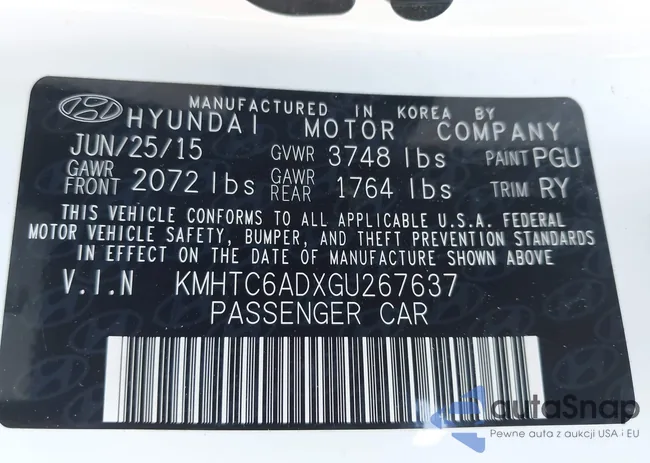 MANUFACTURED IN KOREA BY
HYUNDAI MOTOR COMPANY
JUN/25/15 GVWR 3748 lbs PAINT PGU
GAWR FRONT 2072 lbs GAWR REAR 1764 lbs TRIM RY
THIS VEHICLE CONFORMS TO ALL APPLICABLE U.S.A. FEDERAL
MOTOR VEHICLE SAFETY, BUMPER, AND THEFT PREVENTION STANDARDS
IN EFFECT ON THE DATE OF MANUFACTURE SHOWN ABOVE
V.I.N KMHTC6ADXGU267637
PASSENGER CAR
autaSnap
Pewne auta z aukcji USA i EU